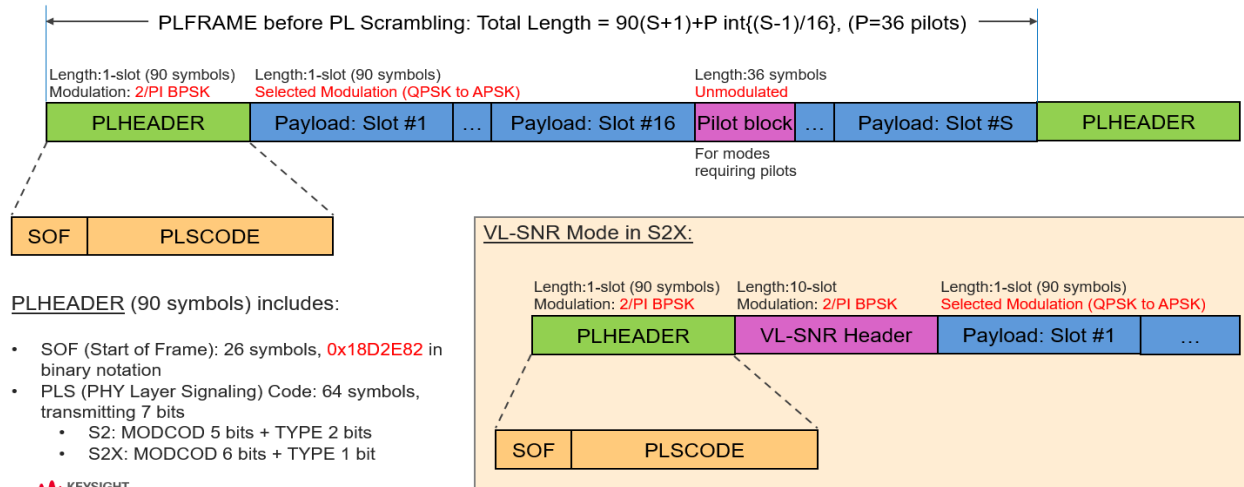 PLFRAME before PL Scrambling: Total Length = 90(S+1)+P int{(S-1)/16}, (P=36 pilots)
Length:1-slot (90 symbols)
Modulation: 2/PI BPSK
Length:1-slot (90 symbols)
Selected Modulation (QPSK to APSK)
Length:36 symbols
Unmodulated
PLHEADER
Payload: Slot #1
...
Payload: Slot #16
Pilot block
...
Payload: Slot #S
PLHEADER
For modes
requiring pilots
SOF
PLSCODE
PLHEADER (90 symbols) includes:
• SOF (Start of Frame): 26 symbols, 0x18D2E82 in
binary notation
• PLS (PHY Layer Signaling) Code: 64 symbols,
transmitting 7 bits
• S2: MODCOD 5 bits + TYPE 2 bits
• S2X: MODCOD 6 bits + TYPE 1 bit
KEYSIGHT
VL-SNR Mode in S2X:
Length:1-slot (90 symbols)
Modulation: 2/PI BPSK
Length:10-slot
Modulation: 2/PI BPSK
Length:1-slot (90 symbols)
Selected Modulation (QPSK to APSK)
PLHEADER
VL-SNR Header
Payload: Slot #1
...
SOF
PLSCODE